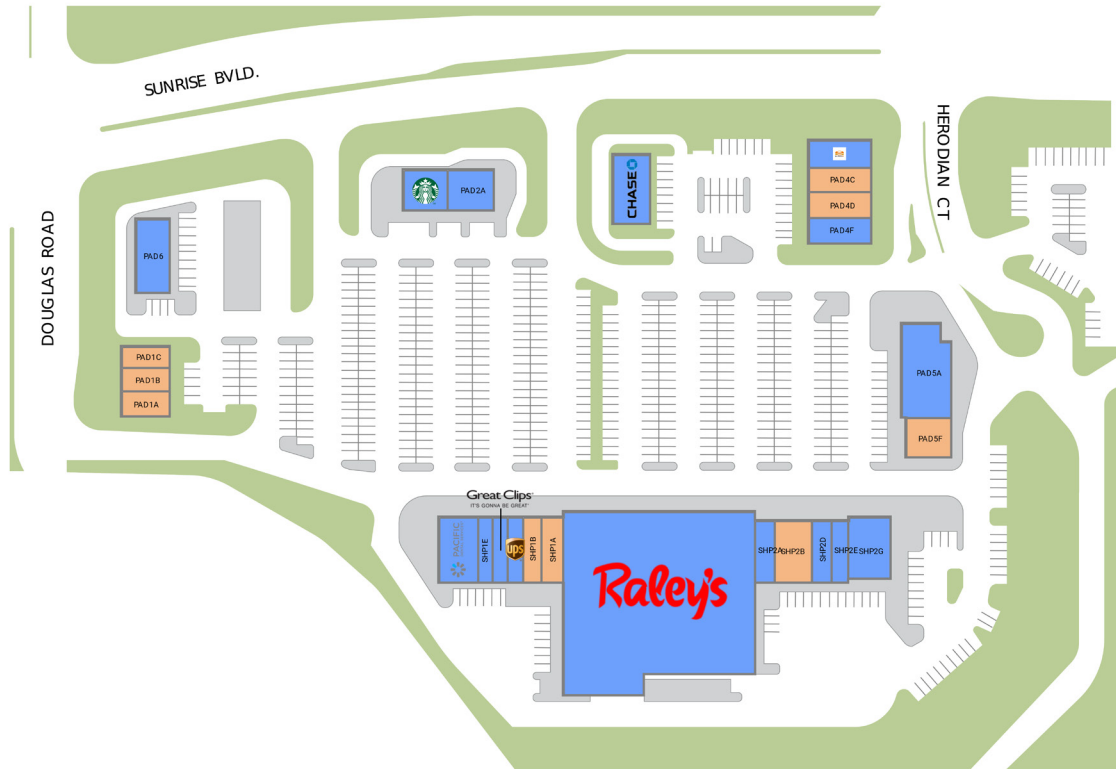 SUNRISE BVLD.
HERODIAN CT
DOUGLAS ROAD
CHASE
PAD2A
PAD4C
PAD4D
PAD4F
PAD6
PAD1C
PAD1B
PAD1A
PAD5A
PAD5F
Great Clips
IT'S GONNA BE GREAT
PACIFIC
SHP1E
ups
SHP1B
SHP1A
Raley's
SHP2A
SHP2B
SHP2D
SHP2E
SHP2G